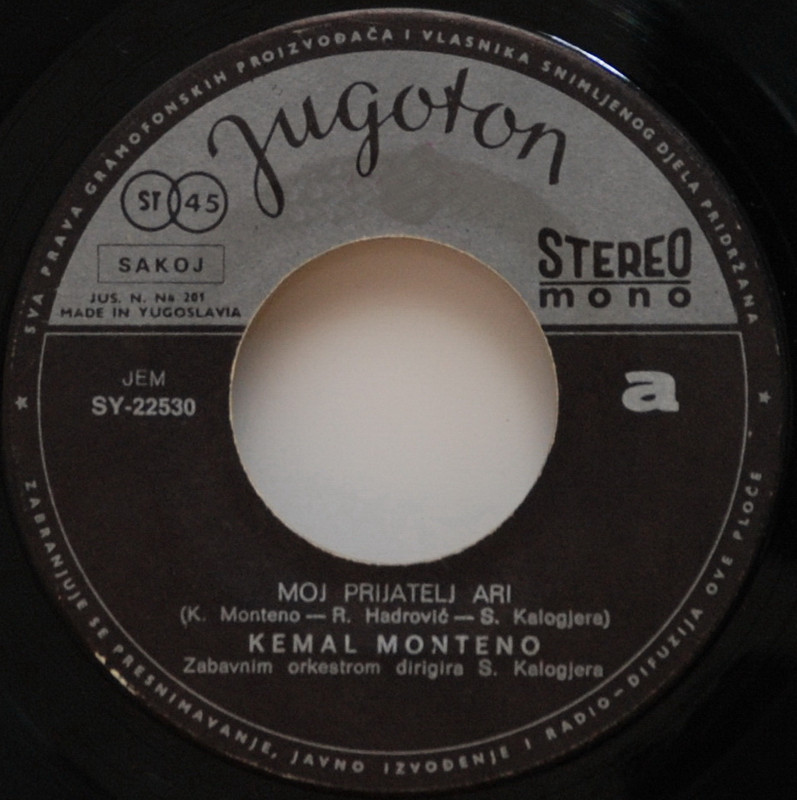 SVA PRAVA GRAMOFONSKIH PROIZVOĐAČA I VLASNIKA SNIMLJENOG DJELA PRIDRŽANA
Jugoton
ST 45
SAKOJ
STEREO
mono
JUS. N. Na 201
MADE IN YUGOSLAVIA
JEM
SY-22530
a
MOJ PRIJATELJ ARI
(K. Monteno — R. Hadrović — S. Kalogjera)
KEMAL MONTENO
Zabavnim orkestrom dirigira S. Kalogjera
ZABRANJUJE SE PRESNIMAVANJE, JAVNO IZVOĐENJE I RADIO-DIFUZIJA OVE PLOČE